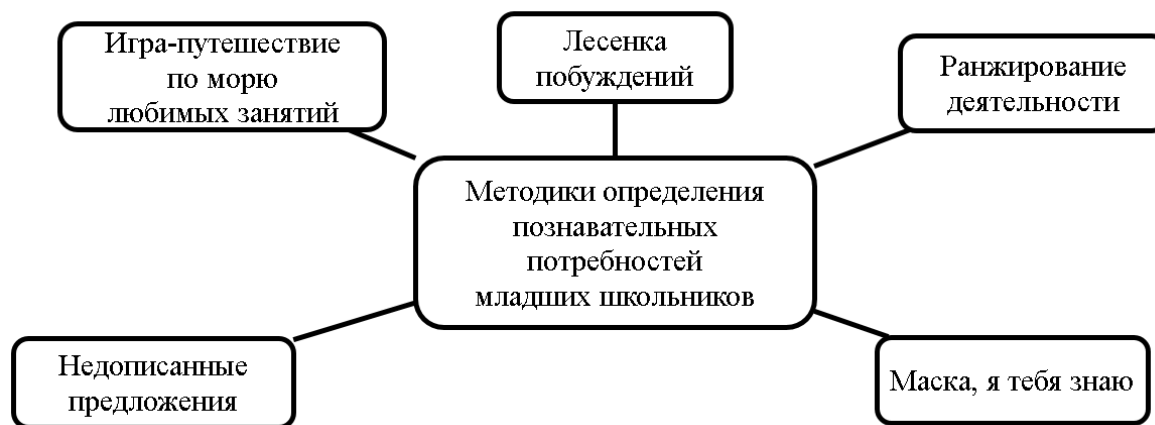 Игра-путешествие
по морю
любимых занятий
Лесенка
побуждений
Ранжирование
деятельности
Методики определения
познавательных
потребностей
младших школьников
Недописанные
предложения
Маска, я тебя знаю